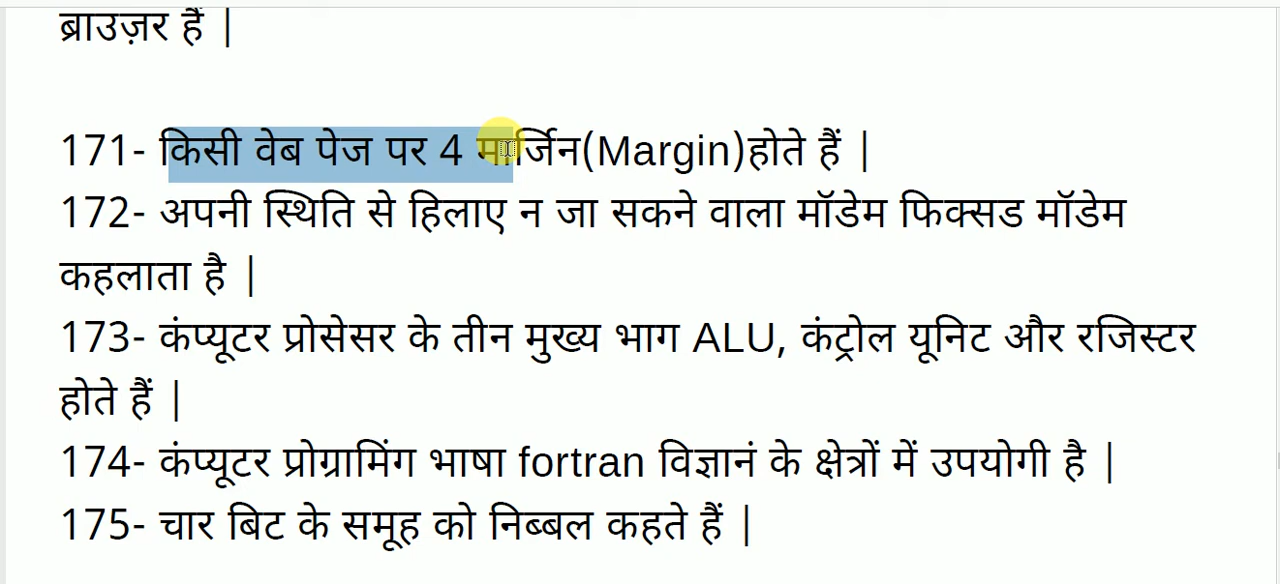 ब्राउज़र हैं |
171- किसी वेब पेज पर 4 मार्जिन(Margin)होते हैं |
172- अपनी स्थिति से हिलाए न जा सकने वाला मॉडेम फिक्सड मॉडेम
कहलाता है |
173- कंप्यूटर प्रोसेसर के तीन मुख्य भाग ALU, कंट्रोल यूनिट और रजिस्टर
होते हैं |
174- कंप्यूटर प्रोग्रामिंग भाषा fortran विज्ञानं के क्षेत्रों में उपयोगी है |
175- चार बिट के समूह को निब्बल कहते हैं |